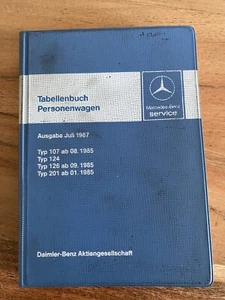 Tabellenbuch
Personenwagen
Mercedes-Benz
service
Ausgabe Juli 1987
Typ 107 ab 08.1985
Typ 124
Typ 126 ab 09.1985
Typ 201 ab 01.1985
Daimler-Benz Aktiengesellschaft